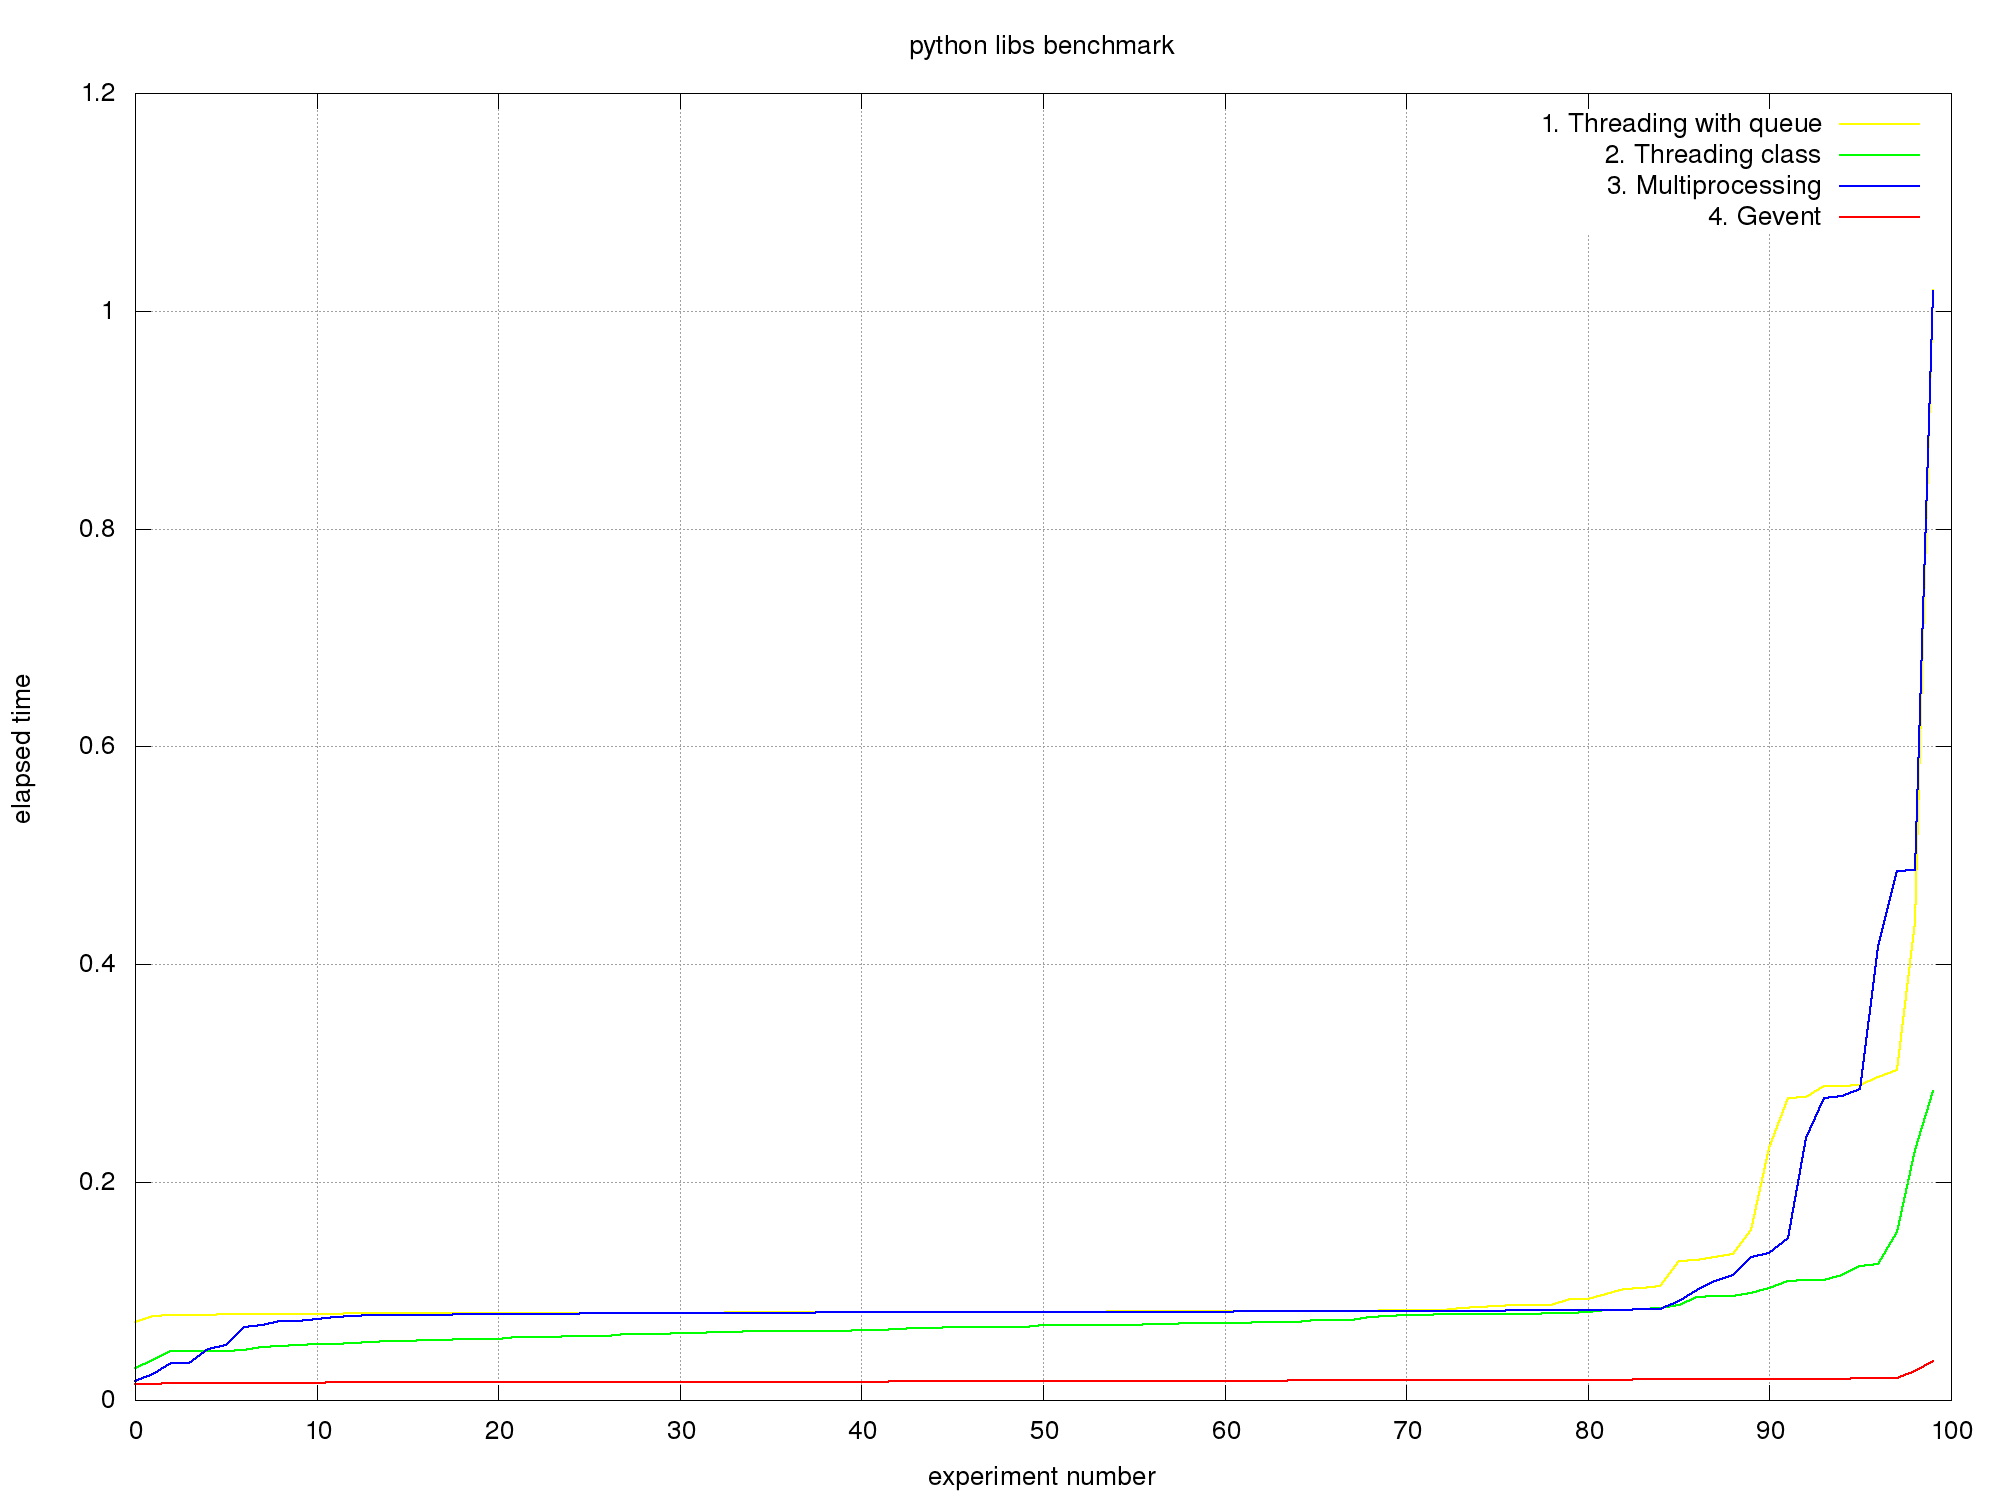 python libs benchmark
1.2
1
0.8
0.6
0.4
0.2
0
elapsed time
1. Threading with queue
2. Threading class
3. Multiprocessing
4. Gevent
0 10 20 30 40 50 60 70 80 90 100
experiment number